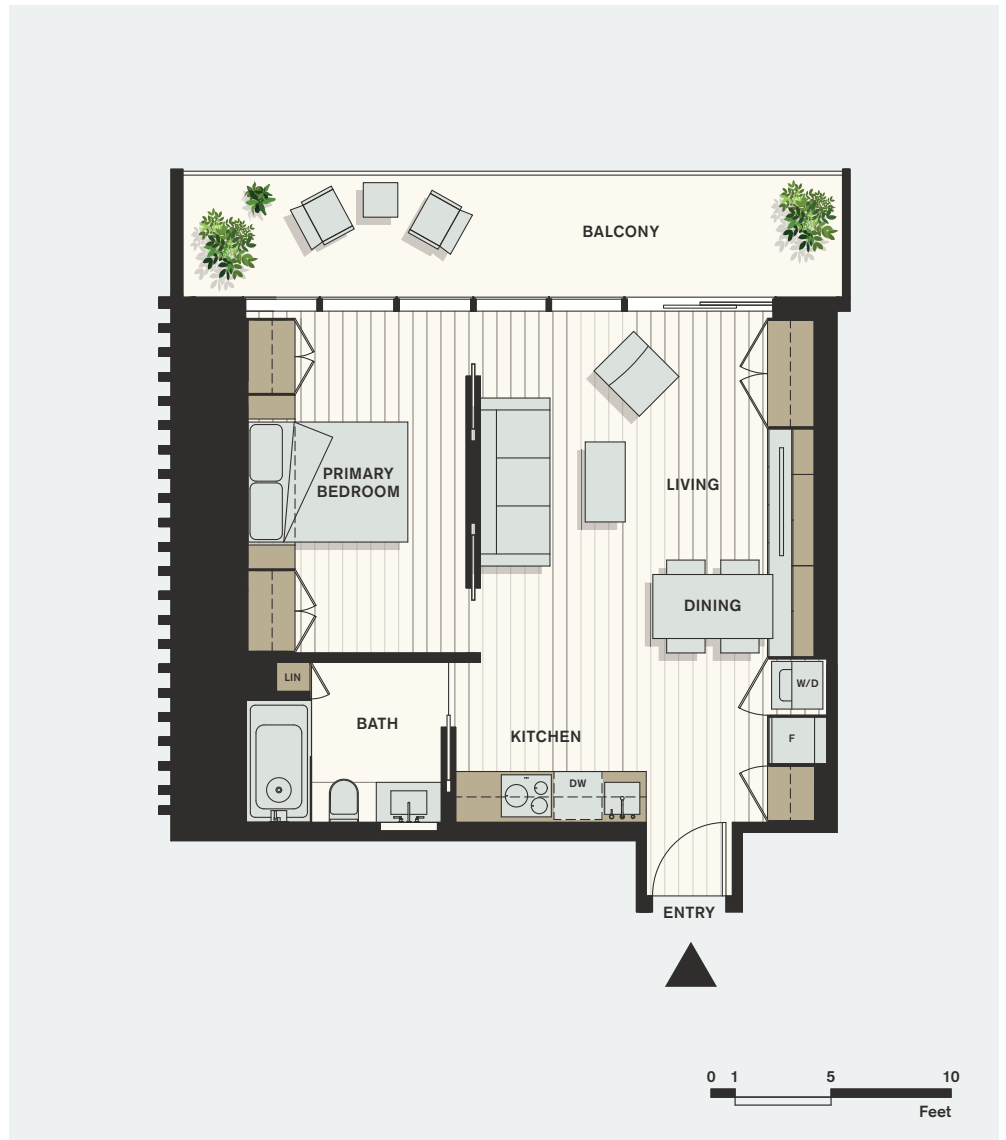 BALCONY
PRIMARY
BEDROOM
LIVING
DINING
LIN
W/D
BATH
KITCHEN
F
DW
ENTRY
0 1 5 10
Feet